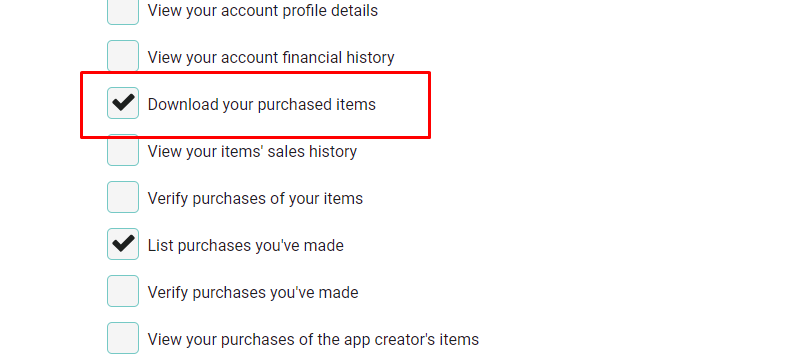 View your account profile details
View your account financial history
Download your purchased items
View your items' sales history
Verify purchases of your items
List purchases you've made
Verify purchases you've made
View your purchases of the app creator's items